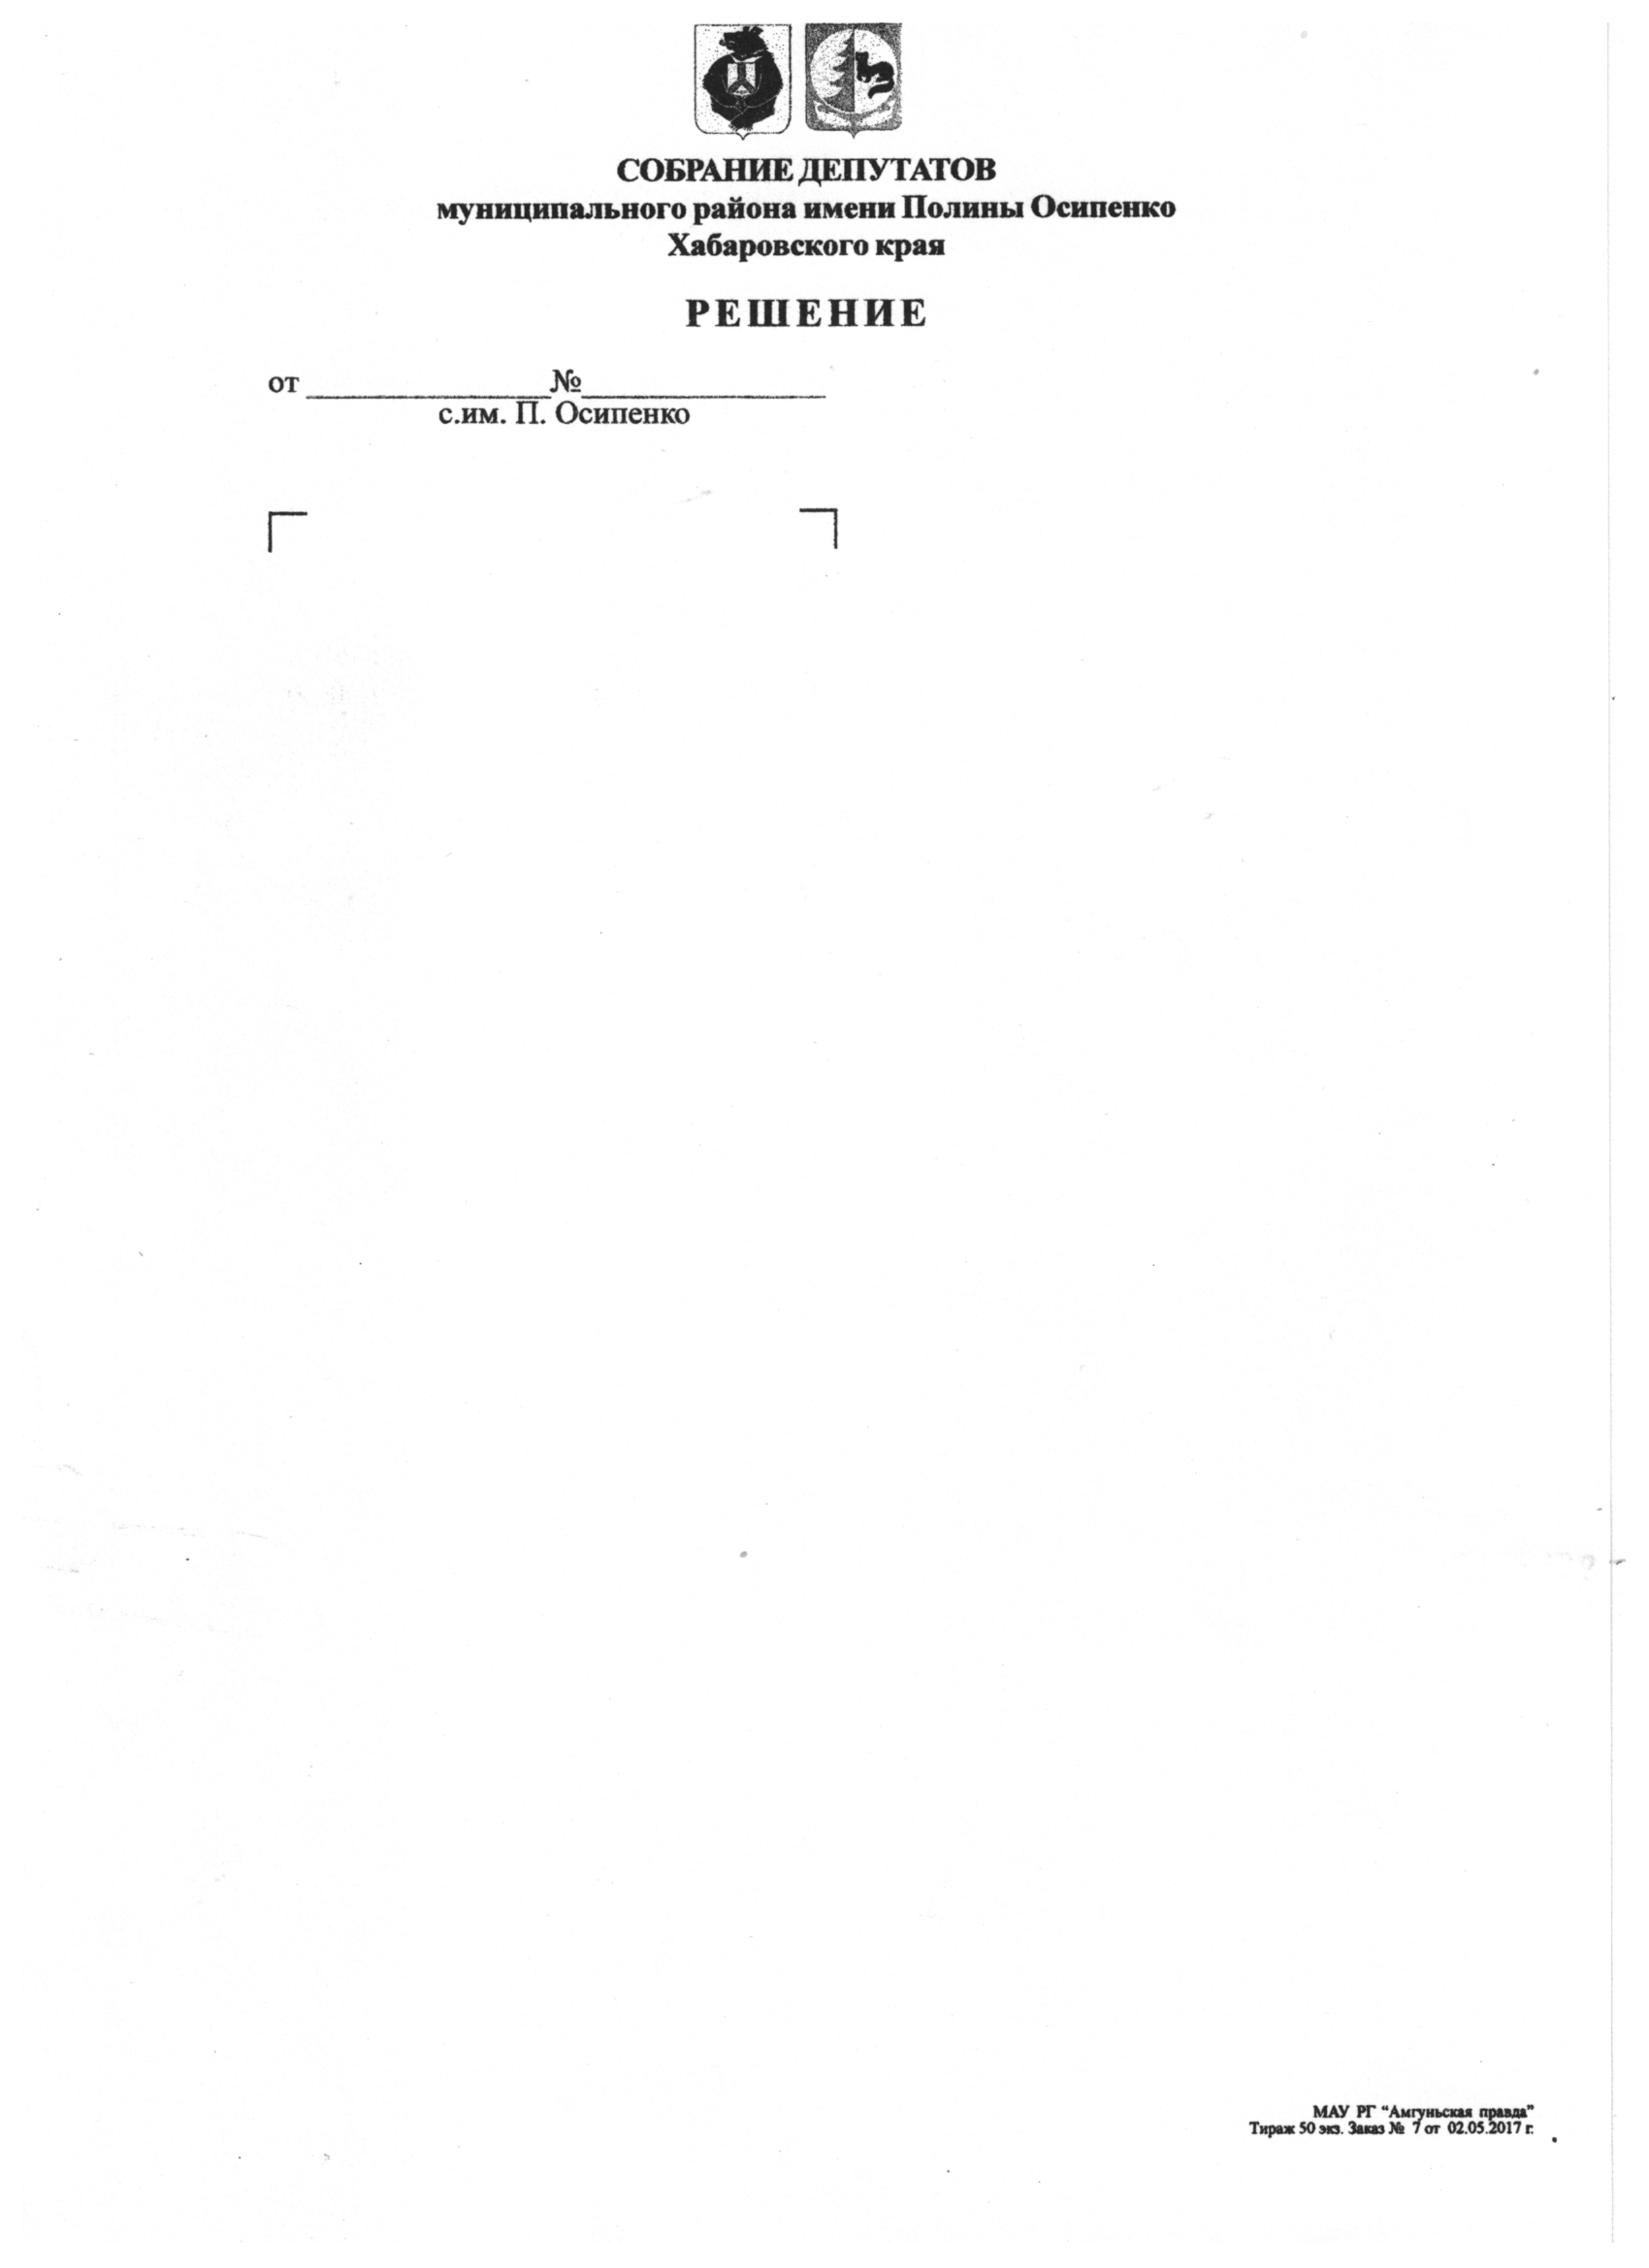 СОБРАНИЕ ДЕПУТАТОВ
муниципального района имени Полины Осипенко
Хабаровского края
РЕШЕНИЕ
от ________________№________________
с.им. П. Осипенко
МАУ РГ “Амгуньская правда”
Тираж 50 экз. Заказ № 7 от 02.05.2017 г.